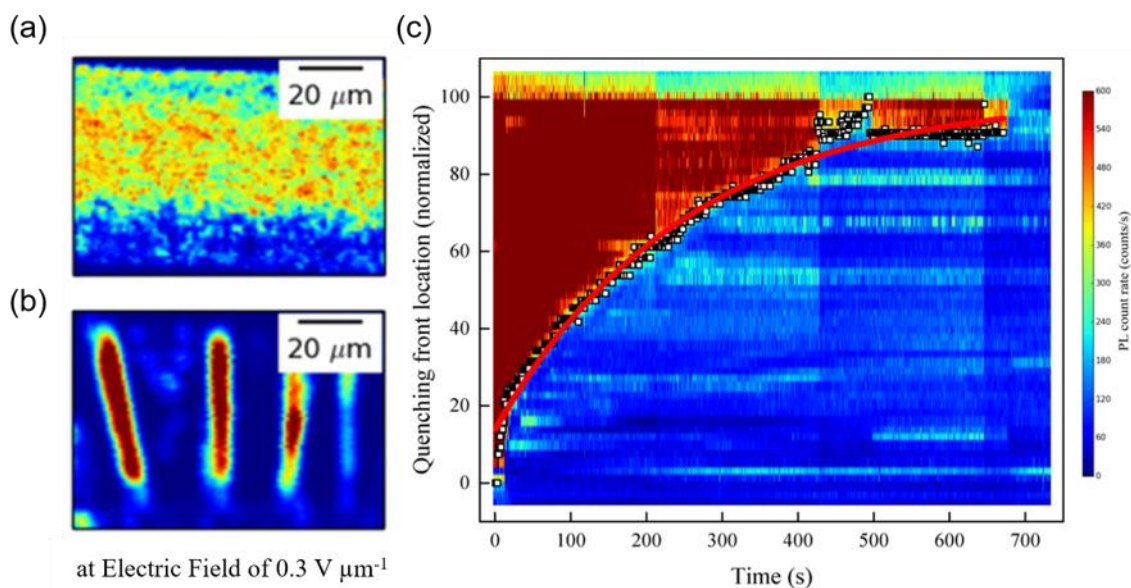 (a)
20 μm
(b)
20 μm
at Electric Field of 0.3 V μm⁻¹
(c)
Quenching front location (normalized)
100
80
60
40
20
0
0 100 200 300 400 500 600 700
Time (s)
600
540
480
420
360
300
240
180
120
60
0
PL count rate (counts/s)